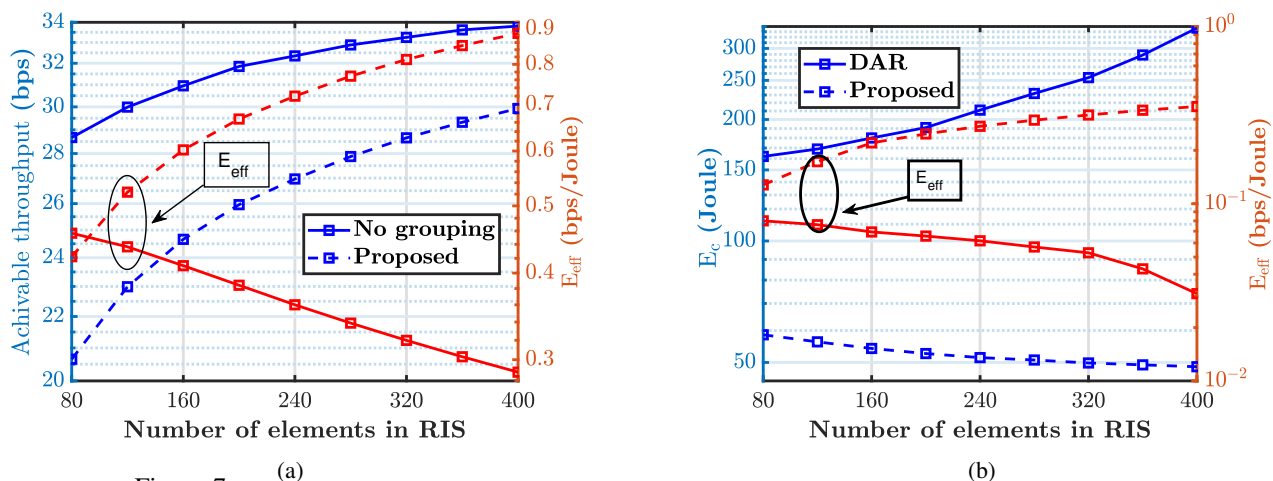 34
32
30
28
26
24
22
20
Achivable throughput (bps)
0.9
0.8
0.7
0.6
0.5
0.4
0.3
E_eff (bps/Joule)
E_eff
No grouping
Proposed
80 160 240 320 400
Number of elements in RIS
(a)
300
250
200
150
100
50
E_c (Joule)
10^0
10^-1
10^-2
E_eff (bps/Joule)
DAR
Proposed
E_eff
80 160 240 320 400
Number of elements in RIS
(b)